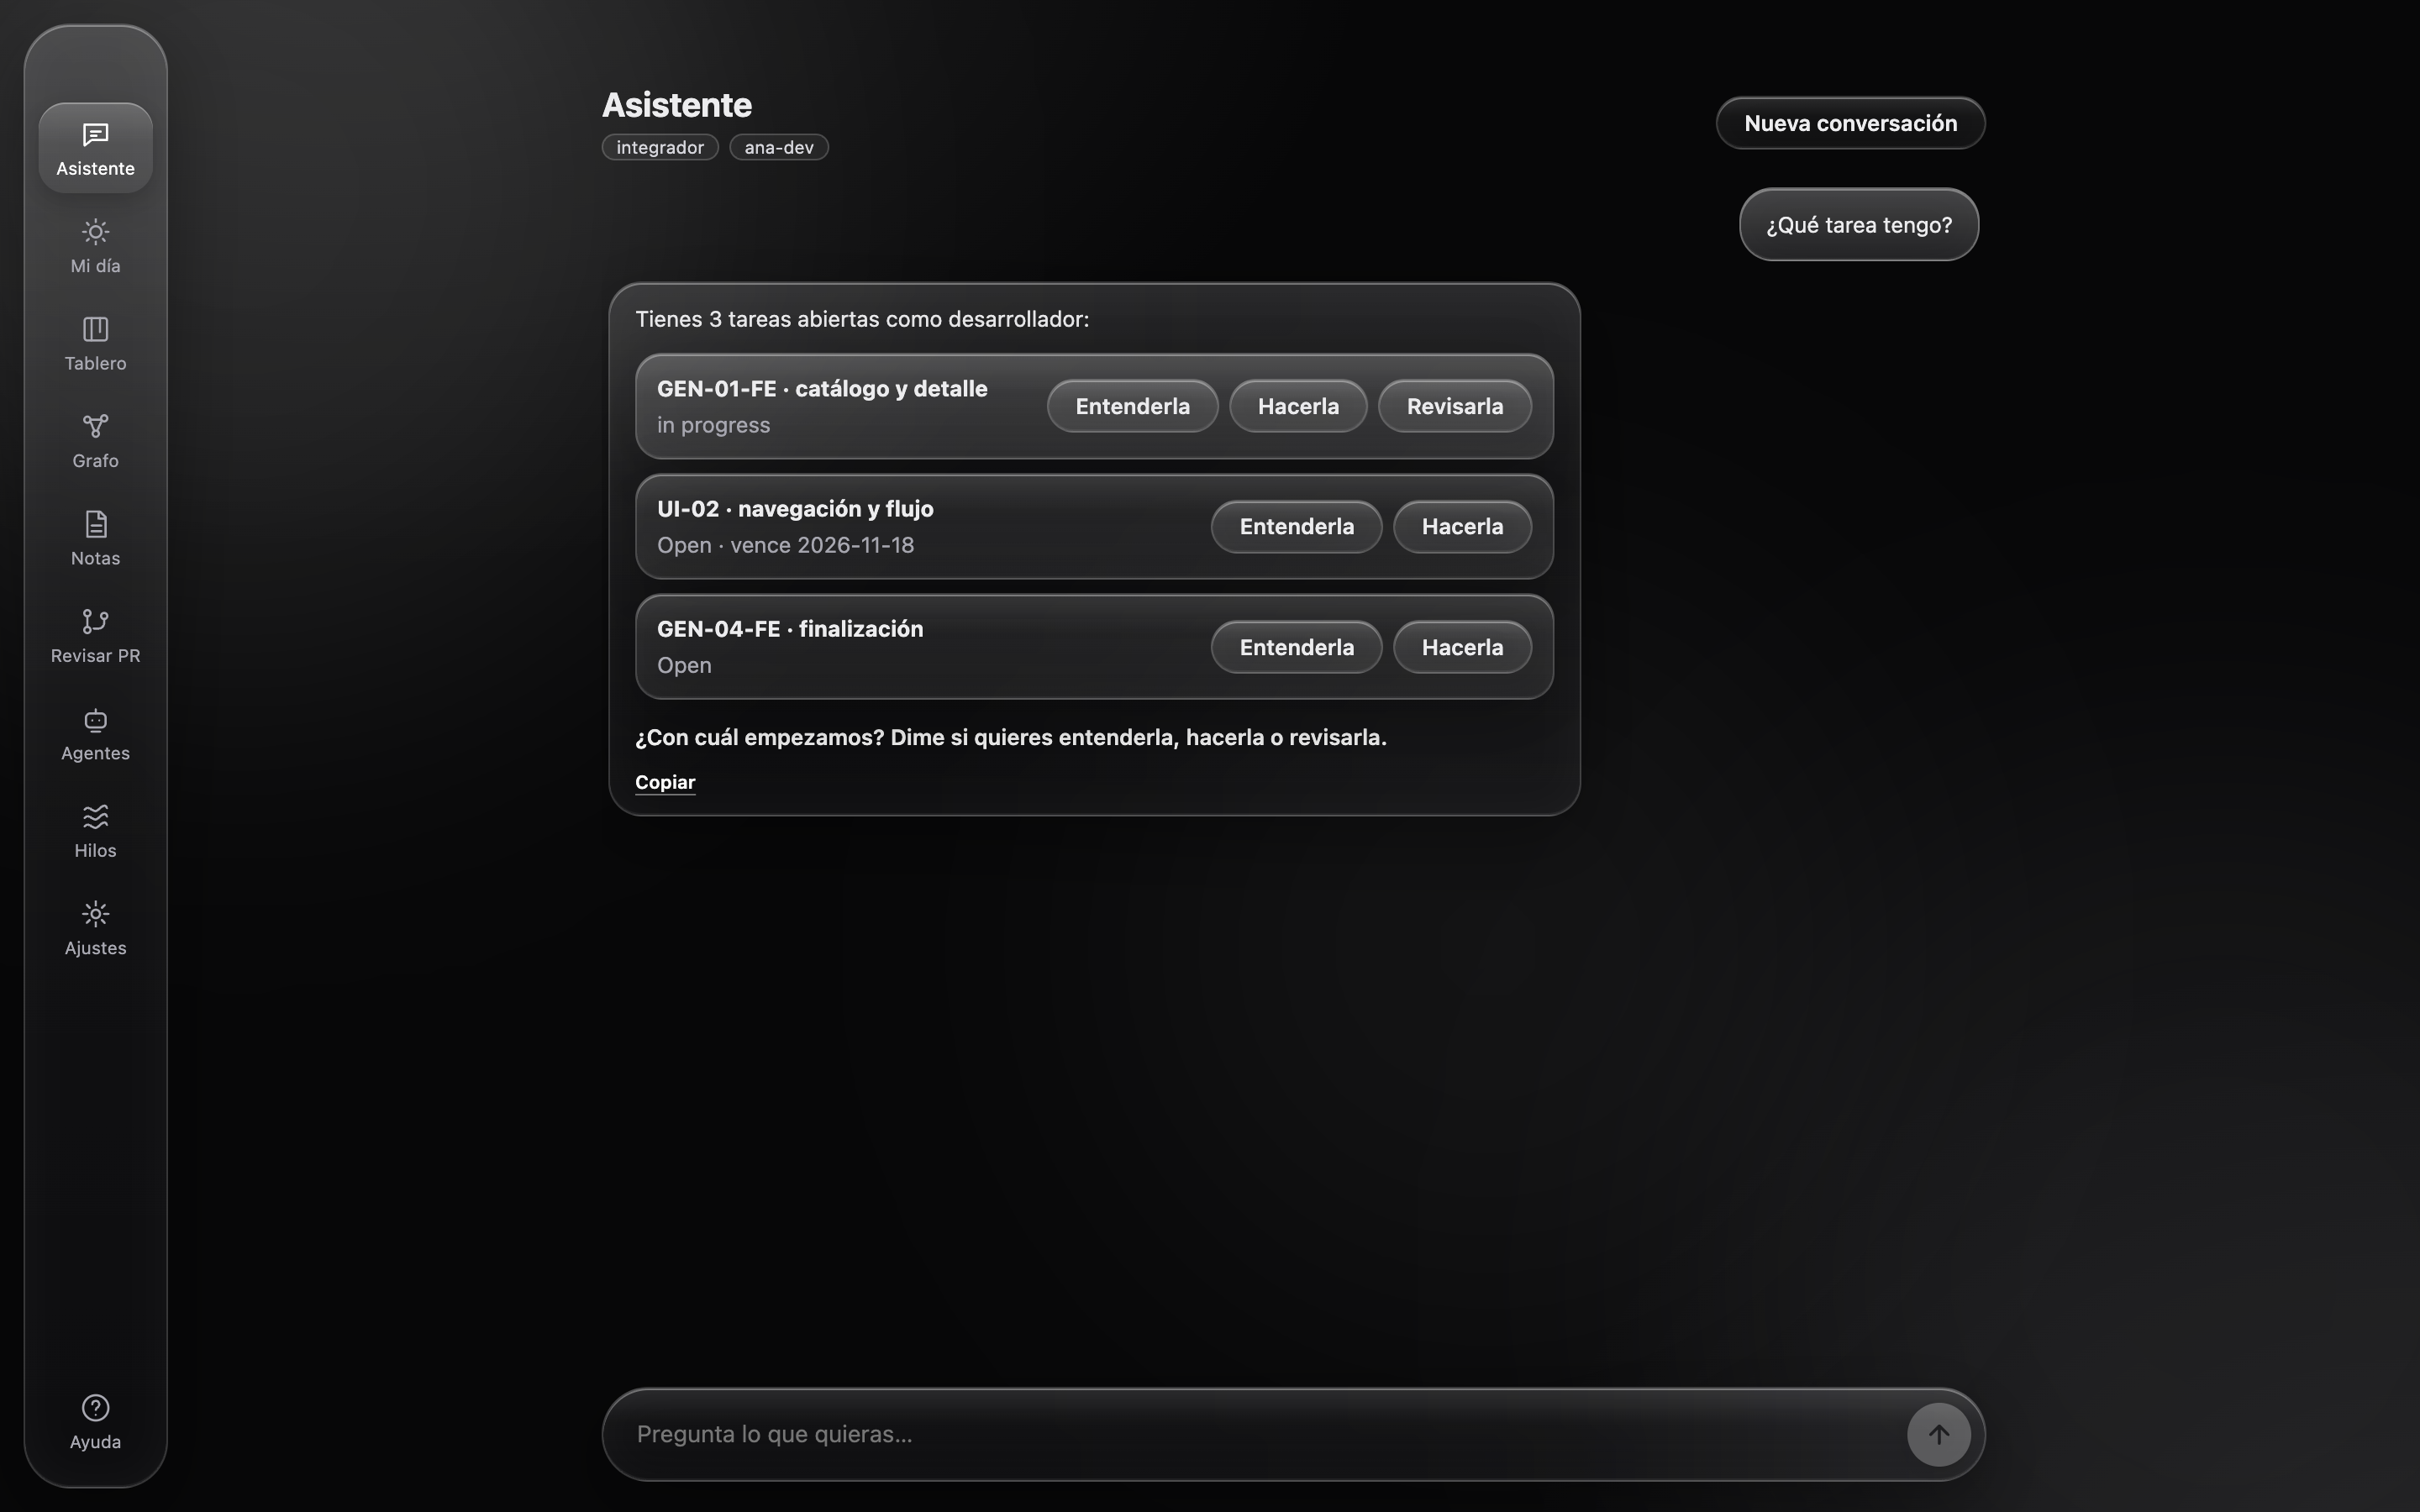 Asistente
Mi día
Tablero
Grafo
Notas
Revisar PR
Agentes
Hilos
Ajustes
Ayuda
Asistente
integrador
ana-dev
Nueva conversación
¿Qué tarea tengo?
Tienes 3 tareas abiertas como desarrollador:
GEN-01-FE · catálogo y detalle
in progress
Entenderla
Hacerla
Revisarla
UI-02 · navegación y flujo
Open · vence 2026-11-18
Entenderla
Hacerla
GEN-04-FE · finalización
Open
Entenderla
Hacerla
¿Con cuál empezamos? Dime si quieres entenderla, hacerla o revisarla.
Copiar
Pregunta lo que quieras...